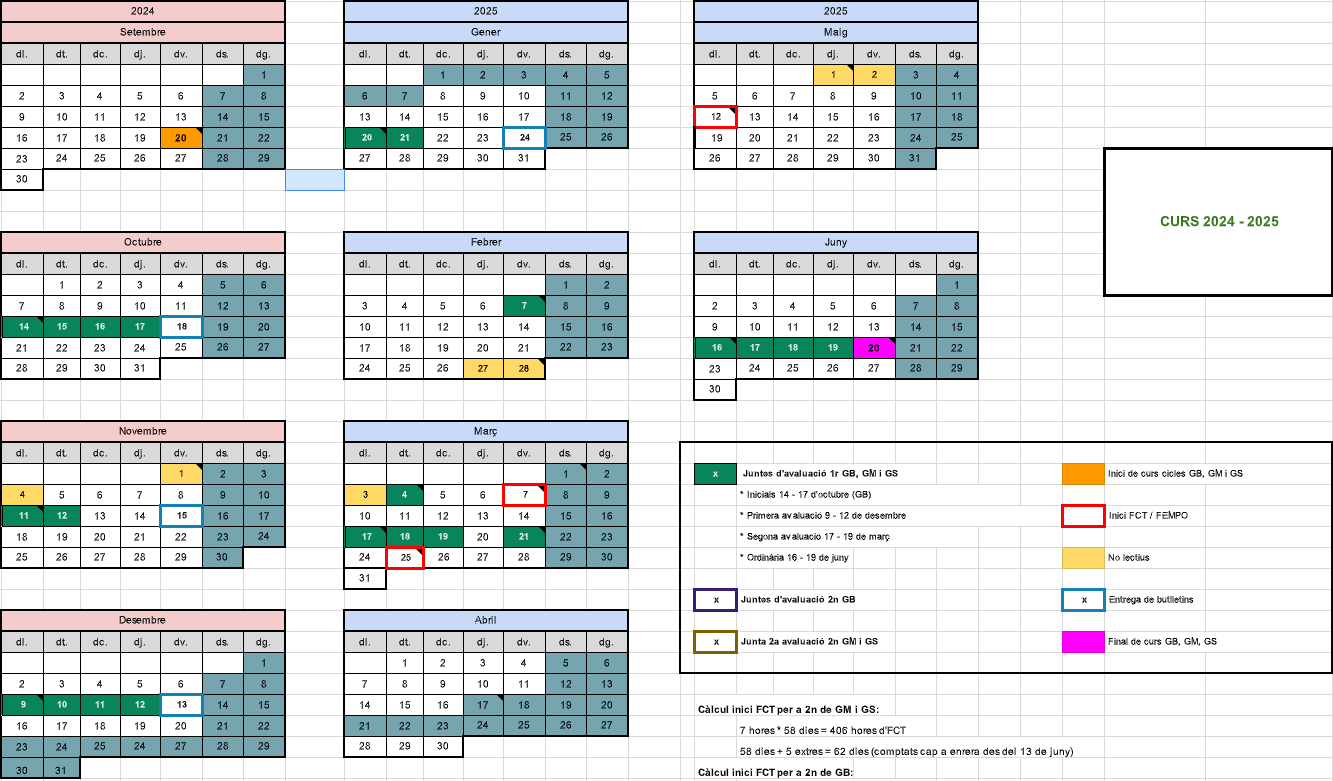 2024
Setembre
dl. dt. dc. dj. dv. ds. dg.
1
2 3 4 5 6 7 8
9 10 11 12 13 14 15
16 17 18 19 20 21 22
23 24 25 26 27 28 29
30
Octubre
dl. dt. dc. dj. dv. ds. dg.
1 2 3 4 5 6
7 8 9 10 11 12 13
14 15 16 17 18 19 20
21 22 23 24 25 26 27
28 29 30 31
Novembre
dl. dt. dc. dj. dv. ds. dg.
1 2 3
4 5 6 7 8 9 10
11 12 13 14 15 16 17
18 19 20 21 22 23 24
25 26 27 28 29 30
Desembre
dl. dt. dc. dj. dv. ds. dg.
1
2 3 4 5 6 7 8
9 10 11 12 13 14 15
16 17 18 19 20 21 22
23 24 25 26 27 28 29
30 31
2025
Gener
dl. dt. dc. dj. dv. ds. dg.
1 2 3 4 5
6 7 8 9 10 11 12
13 14 15 16 17 18 19
20 21 22 23 24 25 26
27 28 29 30 31
Febrer
dl. dt. dc. dj. dv. ds. dg.
1 2
3 4 5 6 7 8 9
10 11 12 13 14 15 16
17 18 19 20 21 22 23
24 25 26 27 28
Març
dl. dt. dc. dj. dv. ds. dg.
1 2
3 4 5 6 7 8 9
10 11 12 13 14 15 16
17 18 19 20 21 22 23
24 25 26 27 28 29 30
31
Abril
dl. dt. dc. dj. dv. ds. dg.
1 2 3 4 5 6
7 8 9 10 11 12 13
14 15 16 17 18 19 20
21 22 23 24 25 26 27
28 29 30
2025
Maig
dl. dt. dc. dj. dv. ds. dg.
1 2 3 4
5 6 7 8 9 10 11
12 13 14 15 16 17 18
19 20 21 22 23 24 25
26 27 28 29 30 31
Juny
dl. dt. dc. dj. dv. ds. dg.
1
2 3 4 5 6 7 8
9 10 11 12 13 14 15
16 17 18 19 20 21 22
23 24 25 26 27 28 29
30
CURS 2024 - 2025
x Juntes d'avaluació 1r GB, GM i GS
* Inicials 14 - 17 d'octubre (GB)
* Primera avaluació 9 - 12 de desembre
* Segona avaluació 17 - 19 de març
* Ordinària 16 - 19 de juny
x Juntes d'avaluació 2n GB
x Junta 2a avaluació 2n GM i GS
Inici de curs cicles GB, GM i GS
Inici FCT / FEMPO
No lectius
x Entrega de butlletins
Final de curs GB, GM, GS
Càlcul inici FCT per a 2n de GM i GS:
7 hores * 58 dies = 406 hores d'FCT
58 dies + 5 extres = 62 dies (comptats cap a enrera des del 13 de juny)
Càlcul inici FCT per a 2n de GB: